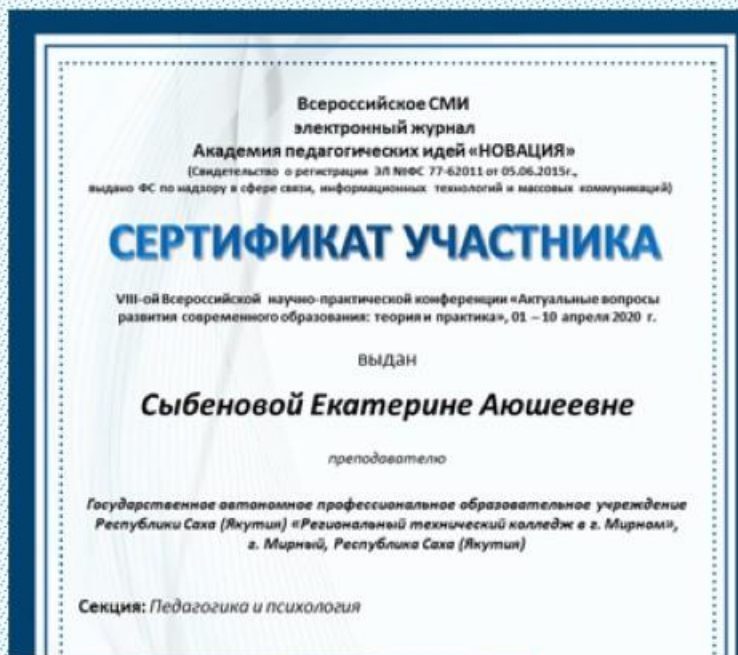 Всероссийское СМИ
электронный журнал
Академия педагогических идей «НОВАЦИЯ»
(Свидетельство о регистрации ЭЛ №ФС 77-62011 от 05.06.2015г.,
выдано ФС по надзору в сфере связи, информационных технологий и массовых коммуникаций)
СЕРТИФИКАТ УЧАСТНИКА
VIII-ой Всероссийской научно-практической конференции «Актуальные вопросы
развития современного образования: теория и практика», 01 – 10 апреля 2020 г.
выдан
Сыбеновой Екатерине Аюшеевне
преподавателю
Государственное автономное профессиональное образовательное учреждение
Республики Саха (Якутия) «Региональный технический колледж в г. Мирном»,
г. Мирный, Республика Саха (Якутия)
Секция: Педагогика и психология